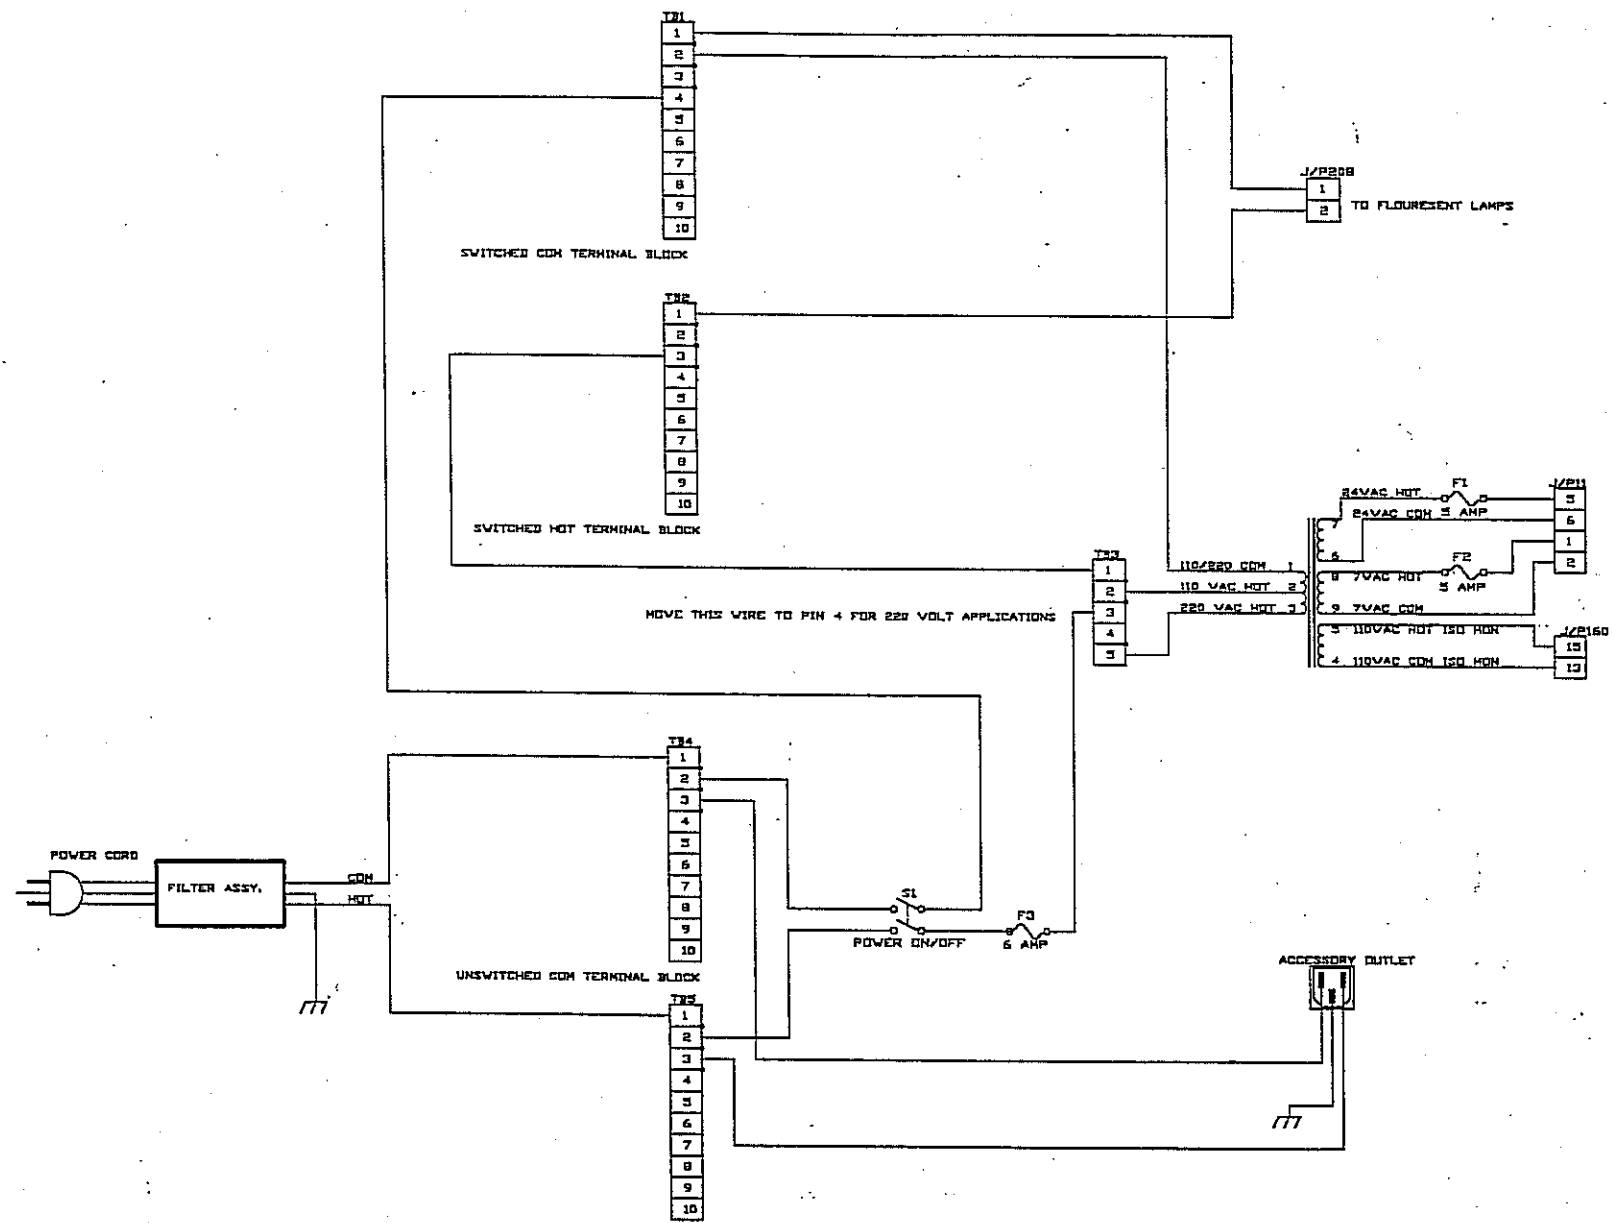 TB1
1
2
3
4
5
6
7
8
9
10
SWITCHED COM TERMINAL BLOCK
J/P208
1
2
TO FLOURESENT LAMPS
TB2
1
2
3
4
5
6
7
8
9
10
SWITCHED HOT TERMINAL BLOCK
TB3
1
2
3
4
5
MOVE THIS WIRE TO PIN 4 FOR 220 VOLT APPLICATIONS
110/220 COM 1
110 VAC HOT 2
220 VAC HOT 3
24VAC HOT
7
24VAC COM
6
F1
5 AMP
8 7VAC HOT
F2
5 AMP
9 7VAC COM
5 110VAC HOT ISO MON
4 110VAC COM ISO MON
J/P11
5
6
1
2
J/P160
15
13
TB4
1
2
3
4
5
6
7
8
9
10
UNSWITCHED COM TERMINAL BLOCK
POWER CORD
FILTER ASSY.
COM
HOT
S1
POWER ON/OFF
F3
6 AMP
ACCESSORY OUTLET
TB5
1
2
3
4
5
6
7
8
9
10